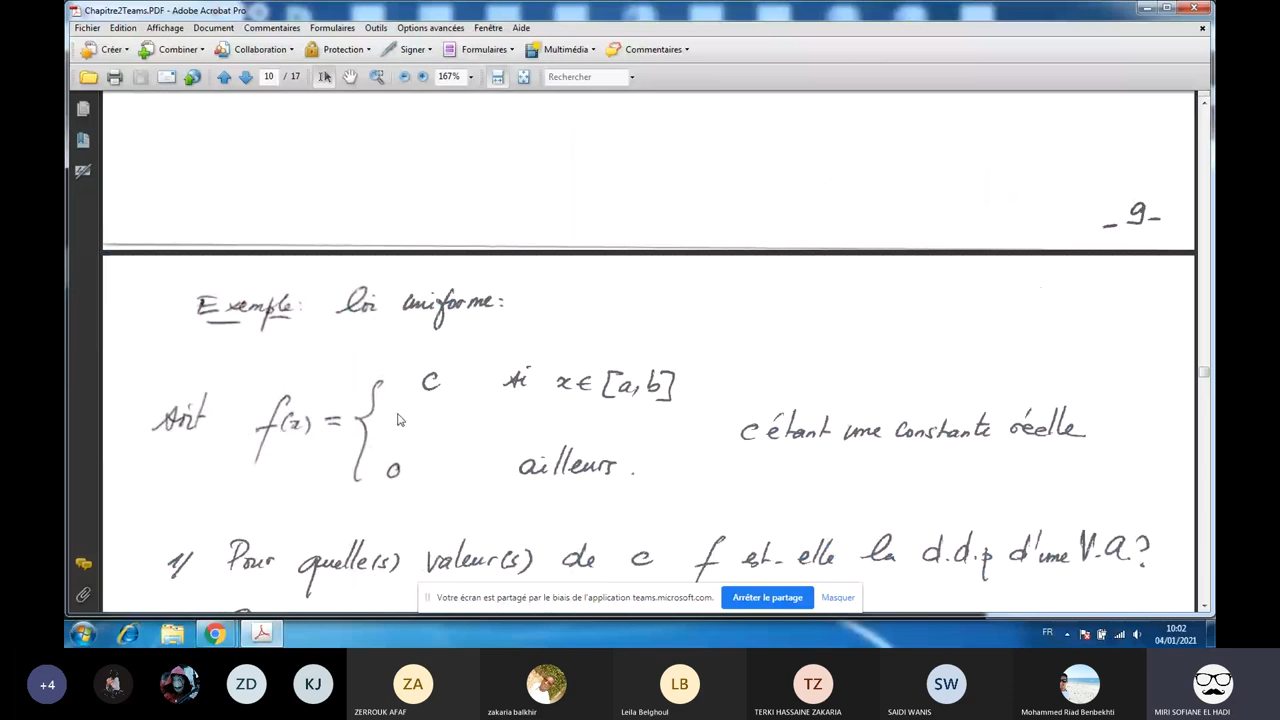 Chapitre2Teams.PDF - Adobe Acrobat Pro
Fichier Edition Affichage Document Commentaires Formulaires Outils Options avancées Fenêtre Aide
Créer Combiner Collaboration Protection Signer Formulaires Multimédia Commentaires
10 / 17 167% Rechercher
_ 9 _
Exemple: loi uniforme:
c si x ∈ [a, b]
soit f(x) = { c étant une constante réelle
0 ailleurs.
1/ Pour quelle(s) valeur(s) de c f est-elle la d.d.p d'une V.A?
Votre écran est partagé par le biais de l'application teams.microsoft.com. Arrêter le partage Masquer
FR 10:02
04/01/2021
+4 ZD KJ ZA LB TZ SW
ZERROUK AFAF zakaria balkhir Leila Belghoul TERKI HASSAINE ZAKARIA SAIDI WANIS Mohammed Riad Benbekhti MIRI SOFIANE EL HADI